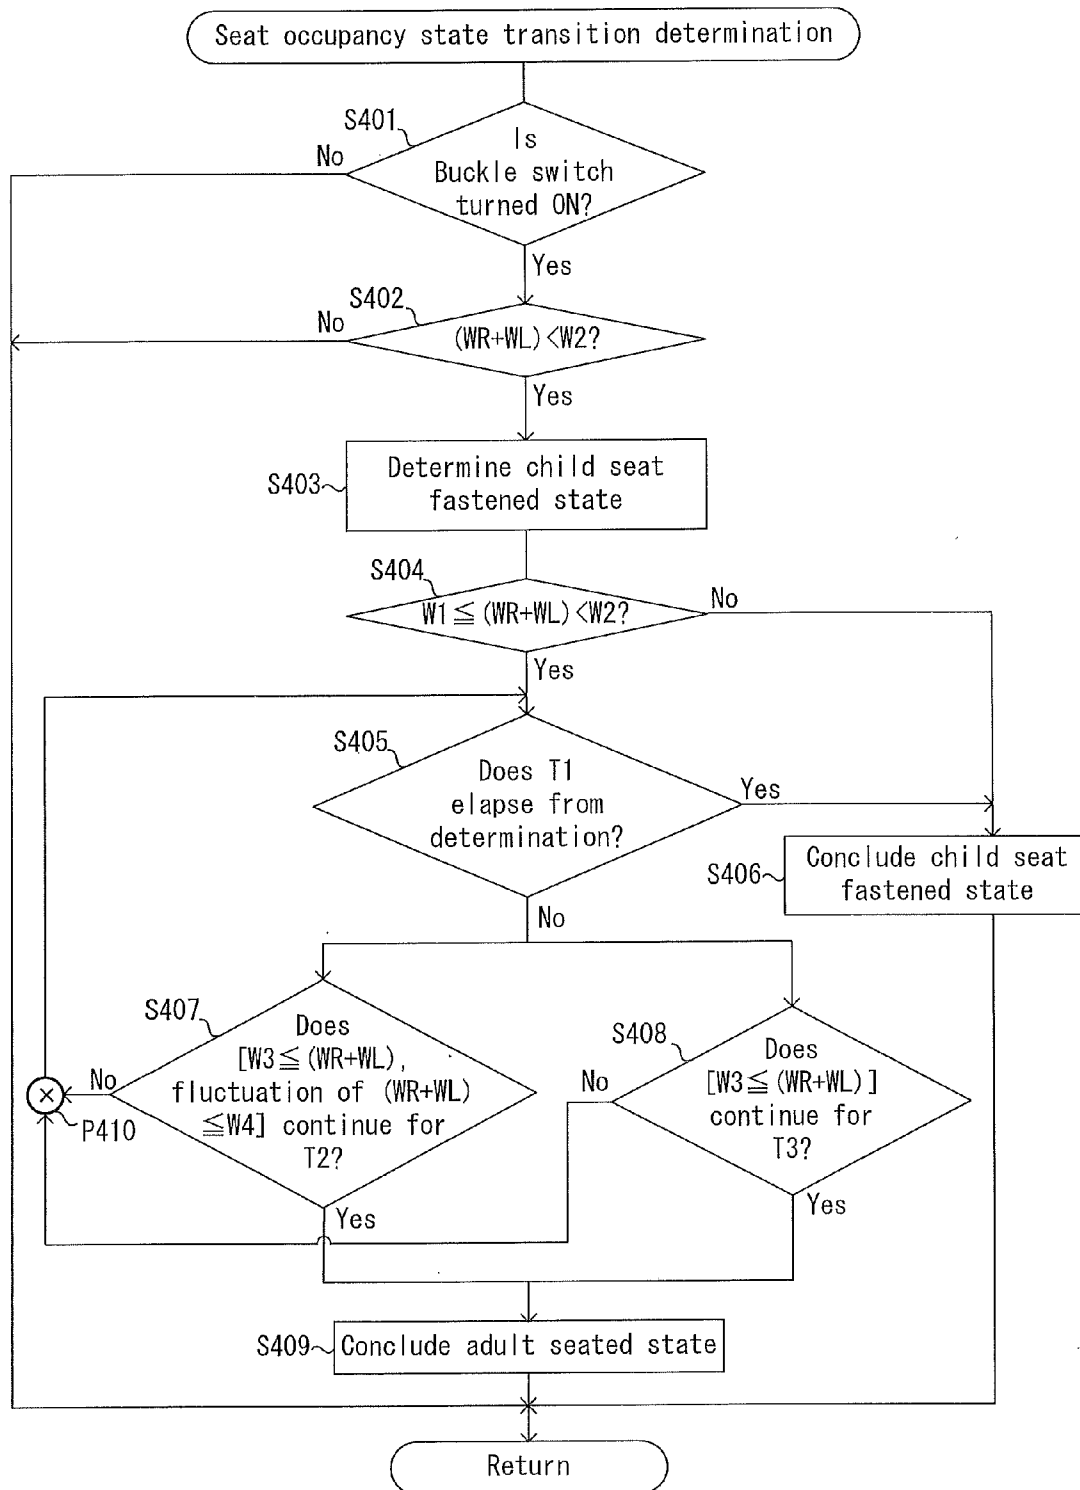 Seat occupancy state transition determination
S401
Is
Buckle switch
turned ON?
No
Yes
S402
(WR+WL)<W2?
No
Yes
S403
Determine child seat
fastened state
S404
W1≦(WR+WL)<W2?
No
Yes
S405
Does T1
elapse from
determination?
Yes
No
S406
Conclude child seat
fastened state
S407
Does
[W3≦(WR+WL),
fluctuation of (WR+WL)
≦W4] continue for
T2?
No
Yes
P410
S408
Does
[W3≦(WR+WL)]
continue for
T3?
No
Yes
S409
Conclude adult seated state
Return